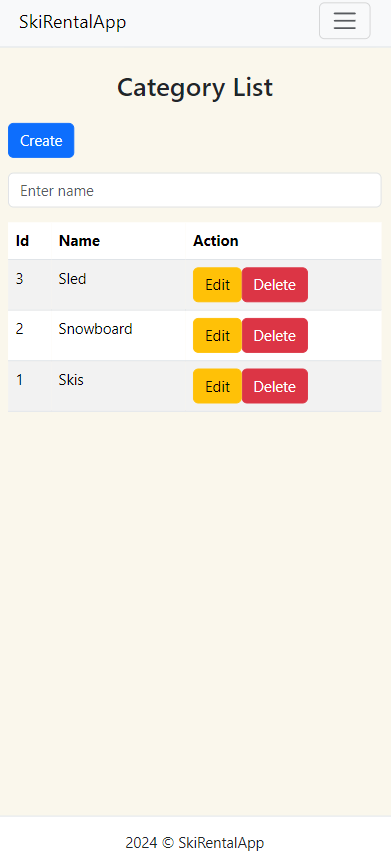 SkiRentalApp
Category List
Create
Enter name
Id Name Action
3 Sled Edit Delete
2 Snowboard Edit Delete
1 Skis Edit Delete
2024 © SkiRentalApp